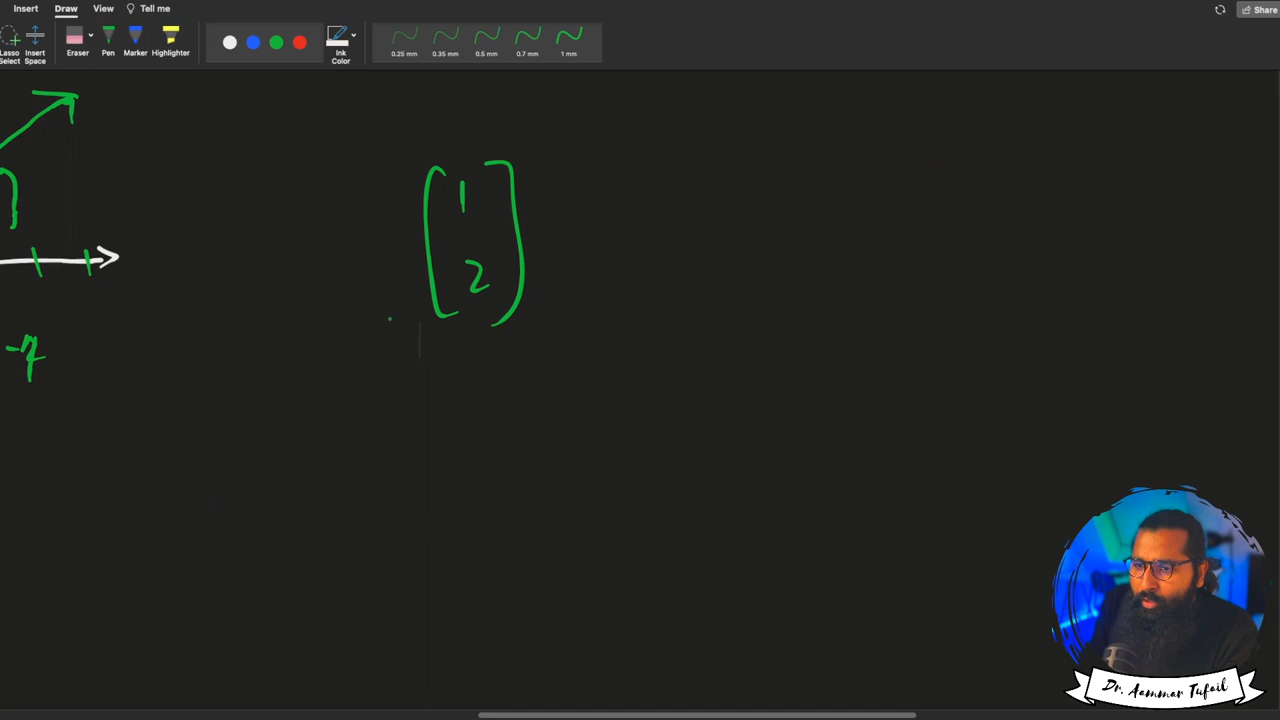 Insert Draw View Tell me Share
Lasso Select
Insert Space
Eraser
Pen
Marker
Highlighter
Ink Color
0.25 mm
0.35 mm
0.5 mm
0.7 mm
1 mm
1
2
Dr. Aammar Tufail